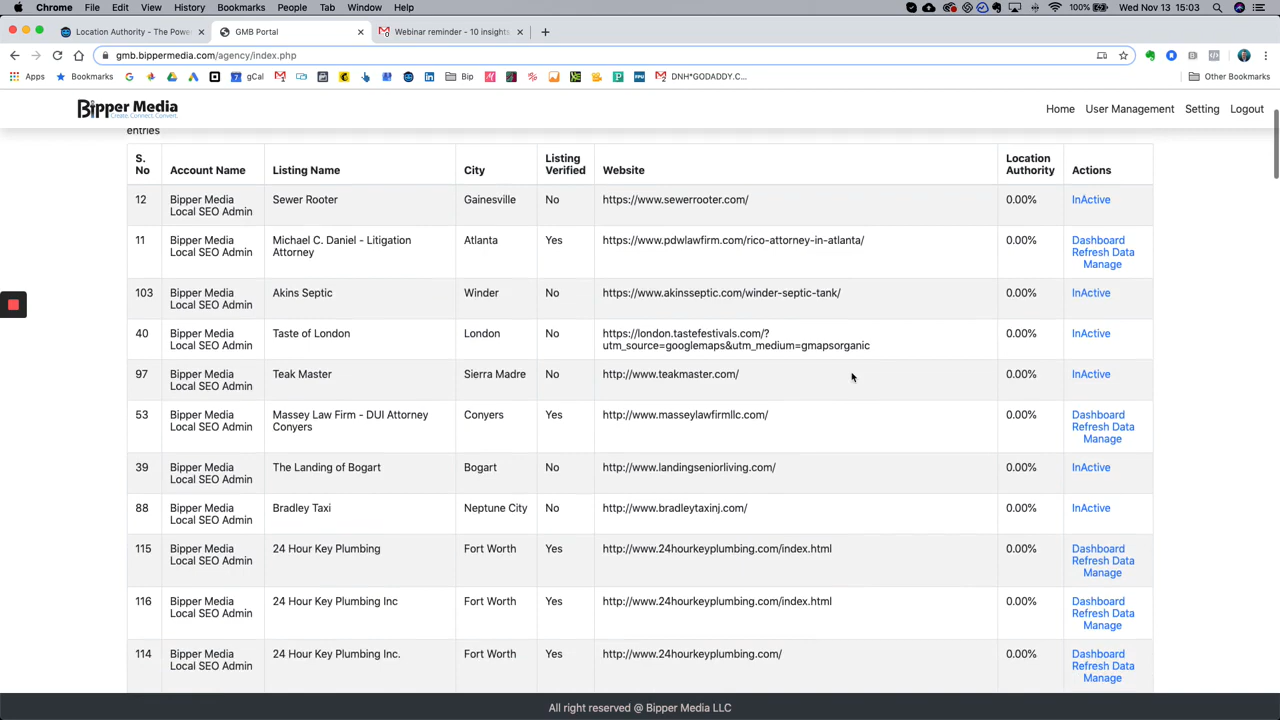 Chrome File Edit View History Bookmarks People Tab Window Help 100% Wed Nov 13 15:03
Location Authority - The Powe × GMB Portal × Webinar reminder - 10 insights × +
gmb.bippermedia.com/agency/index.php
Apps Bookmarks gCal Bip DNH*GODADDY.C... Other Bookmarks
Bipper Media
Create. Connect. Convert.
Home User Management Setting Logout
entries
S. No Account Name Listing Name City Listing Verified Website Location Authority Actions
12 Bipper Media Local SEO Admin Sewer Rooter Gainesville No https://www.sewerrooter.com/ 0.00% InActive
11 Bipper Media Local SEO Admin Michael C. Daniel - Litigation Attorney Atlanta Yes https://www.pdwlawfirm.com/rico-attorney-in-atlanta/ 0.00% Dashboard Refresh Data Manage
103 Bipper Media Local SEO Admin Akins Septic Winder No https://www.akinsseptic.com/winder-septic-tank/ 0.00% InActive
40 Bipper Media Local SEO Admin Taste of London London No https://london.tastefestivals.com/?utm_source=googlemaps&utm_medium=gmapsorganic 0.00% InActive
97 Bipper Media Local SEO Admin Teak Master Sierra Madre No http://www.teakmaster.com/ 0.00% InActive
53 Bipper Media Local SEO Admin Massey Law Firm - DUI Attorney Conyers Conyers Yes http://www.masseylawfirmllc.com/ 0.00% Dashboard Refresh Data Manage
39 Bipper Media Local SEO Admin The Landing of Bogart Bogart No http://www.landingseniorliving.com/ 0.00% InActive
88 Bipper Media Local SEO Admin Bradley Taxi Neptune City No http://www.bradleytaxinj.com/ 0.00% InActive
115 Bipper Media Local SEO Admin 24 Hour Key Plumbing Fort Worth Yes http://www.24hourkeyplumbing.com/index.html 0.00% Dashboard Refresh Data Manage
116 Bipper Media Local SEO Admin 24 Hour Key Plumbing Inc Fort Worth Yes http://www.24hourkeyplumbing.com/index.html 0.00% Dashboard Refresh Data Manage
114 Bipper Media Local SEO Admin 24 Hour Key Plumbing Inc. Fort Worth Yes http://www.24hourkeyplumbing.com/ 0.00% Dashboard Refresh Data Manage
All right reserved @ Bipper Media LLC